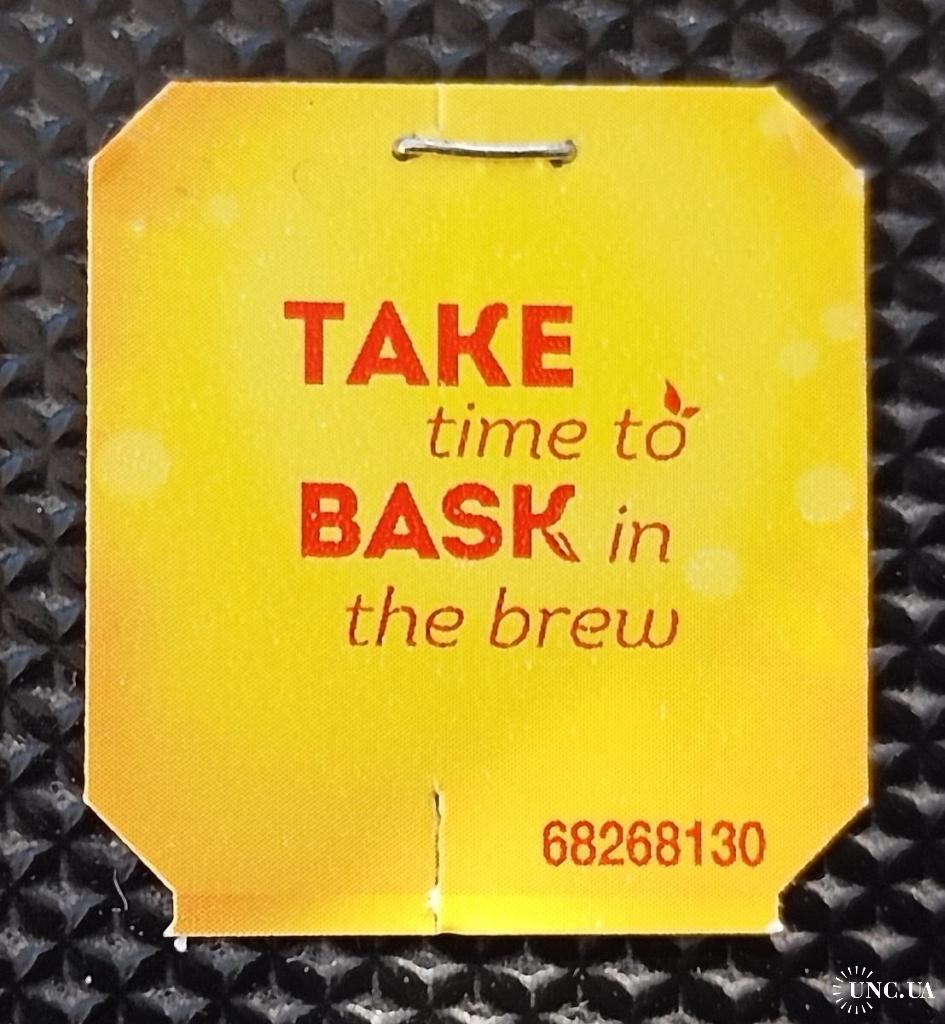 TAKE
time to
BASK in
the brew
68268130
UNC.UA